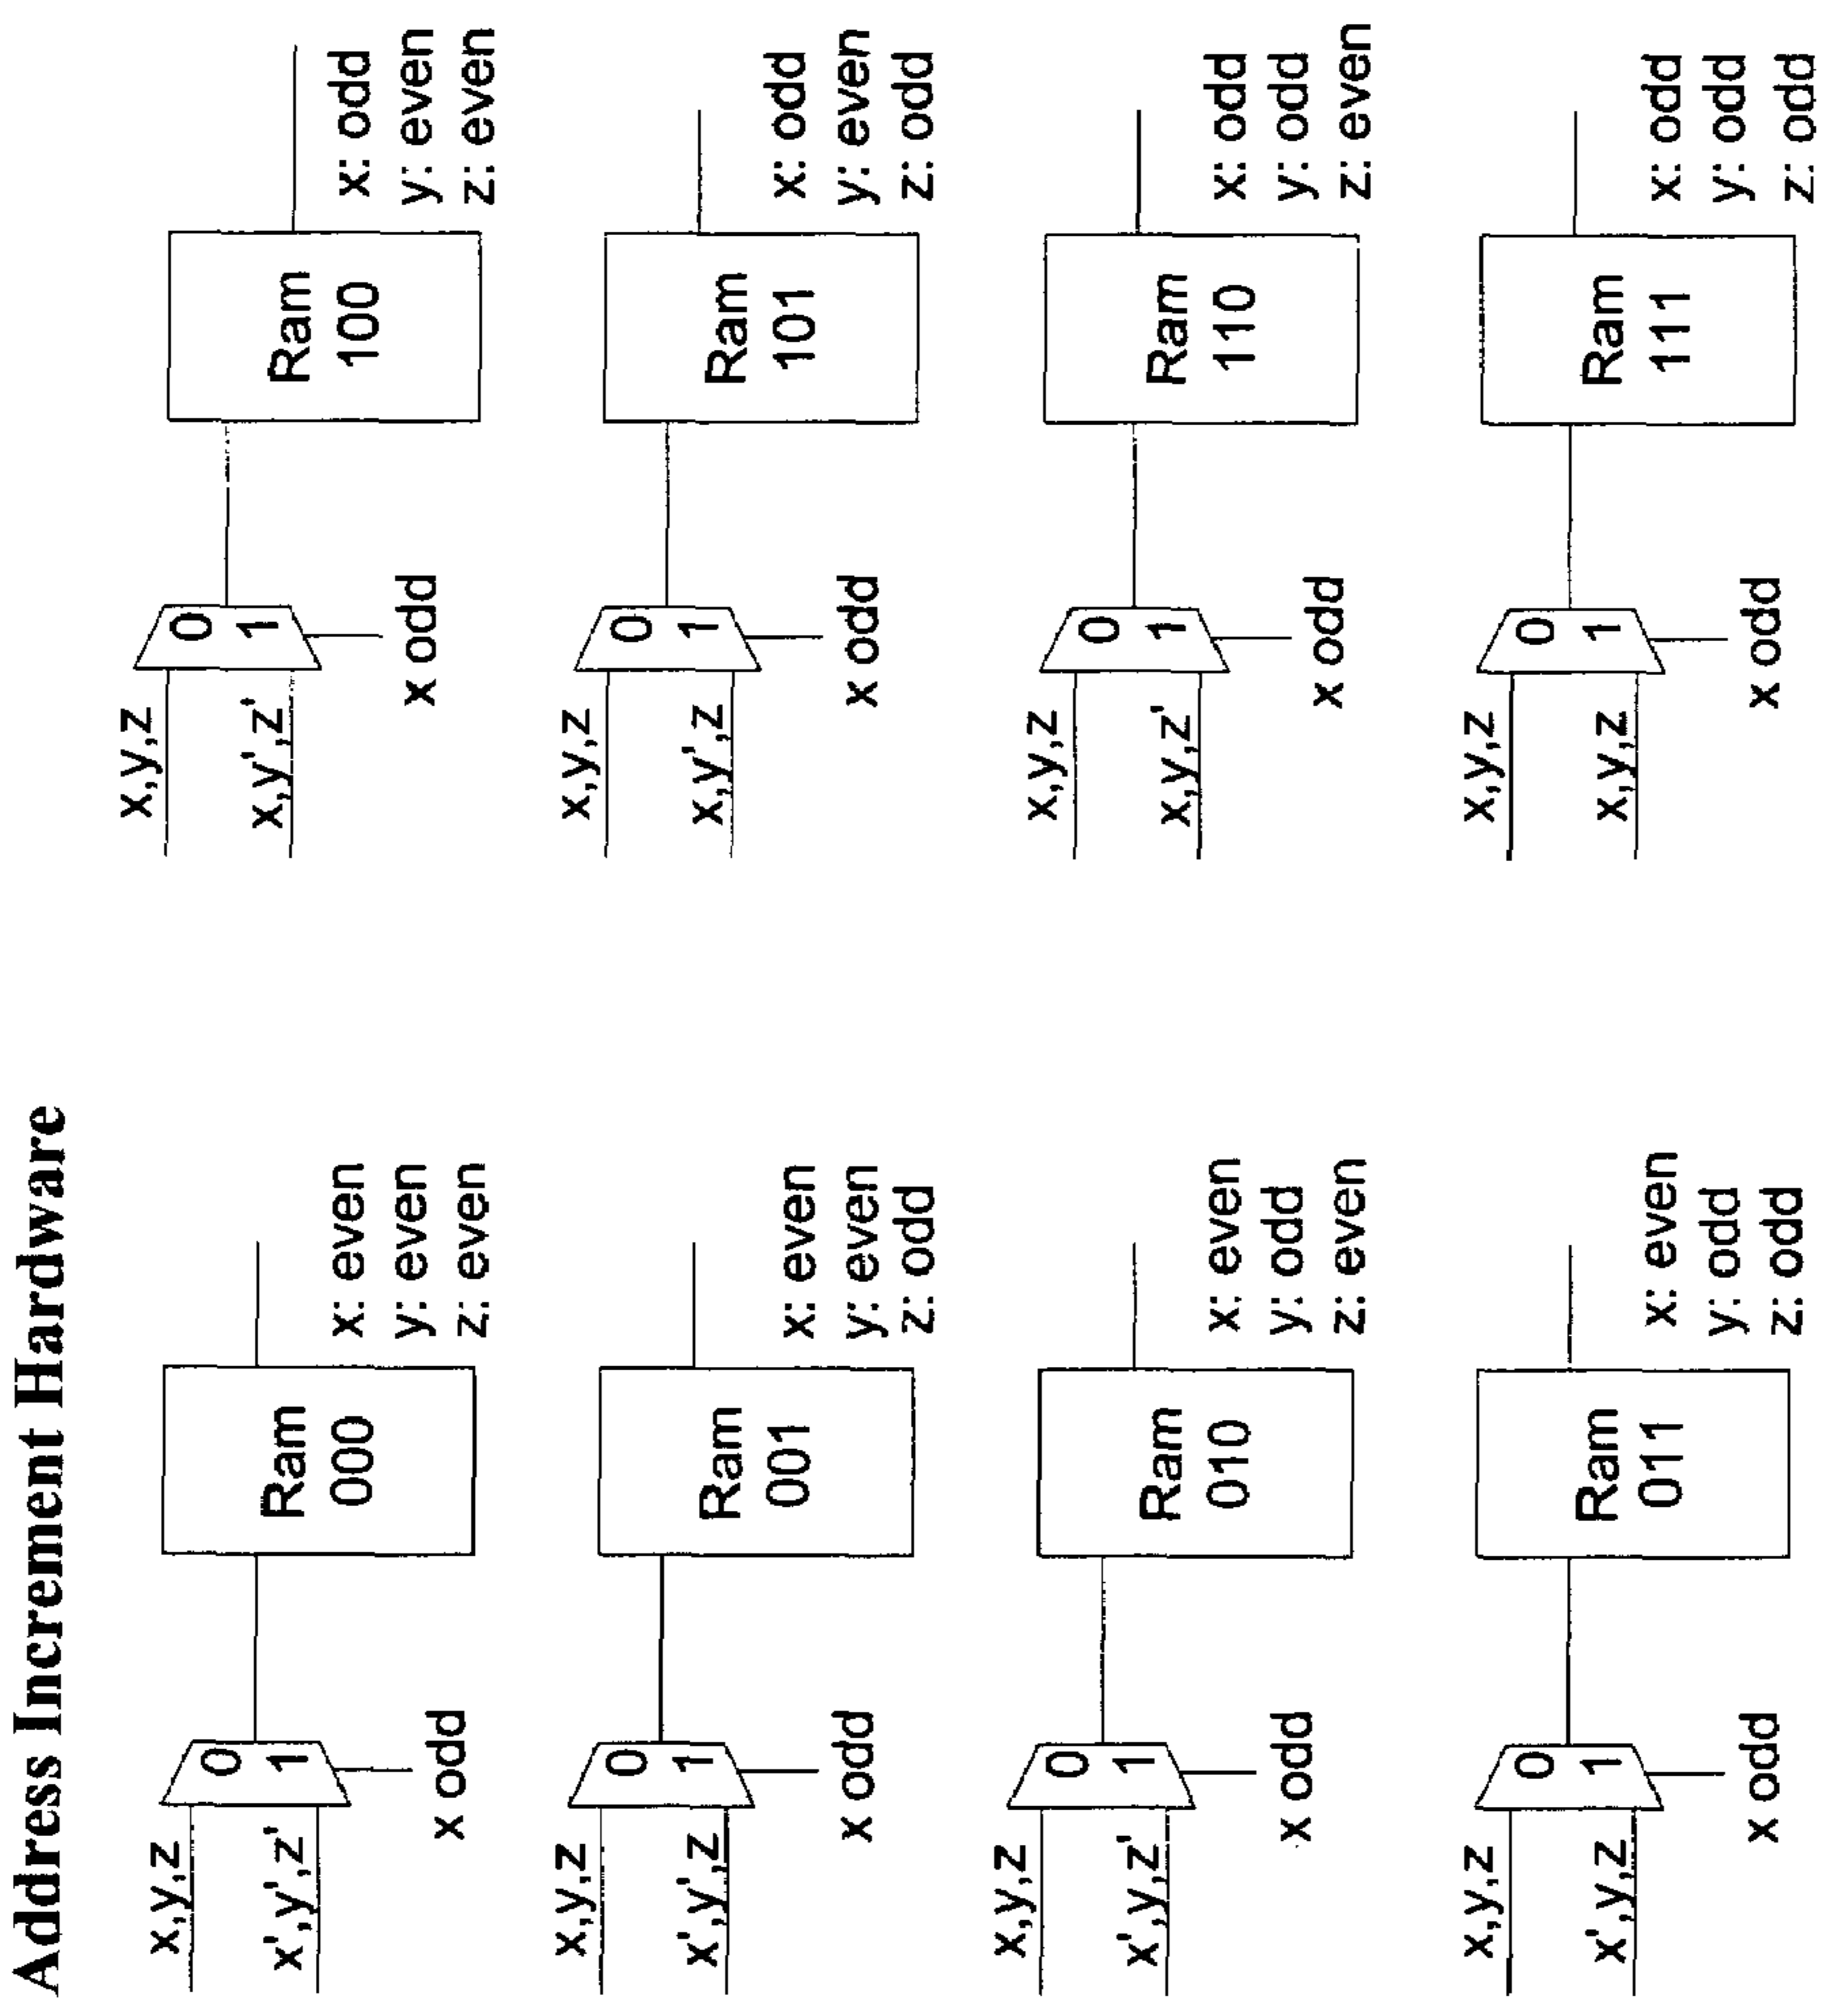 Address Increment Hardware
x,y,z
x',y',z'
0
1
x odd
Ram
000
x: even
y: even
z: even
x,y,z
x',y',z
0
1
x odd
Ram
001
x: even
y: even
z: odd
x,y,z
x',y,z'
0
1
x odd
Ram
010
x: even
y: odd
z: even
x,y,z
x',y,z
0
1
x odd
Ram
011
x: even
y: odd
z: odd
x,y,z
x,y',z'
0
1
x odd
Ram
100
x: odd
y: even
z: even
x,y,z
x,y',z
0
1
x odd
Ram
101
x: odd
y: even
z: odd
x,y,z
x,y,z'
0
1
x odd
Ram
110
x: odd
y: odd
z: even
x,y,z
x,y,z
0
1
x odd
Ram
111
x: odd
y: odd
z: odd